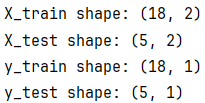 X_train shape: (18, 2)
X_test shape: (5, 2)
y_train shape: (18, 1)
y_test shape: (5, 1)